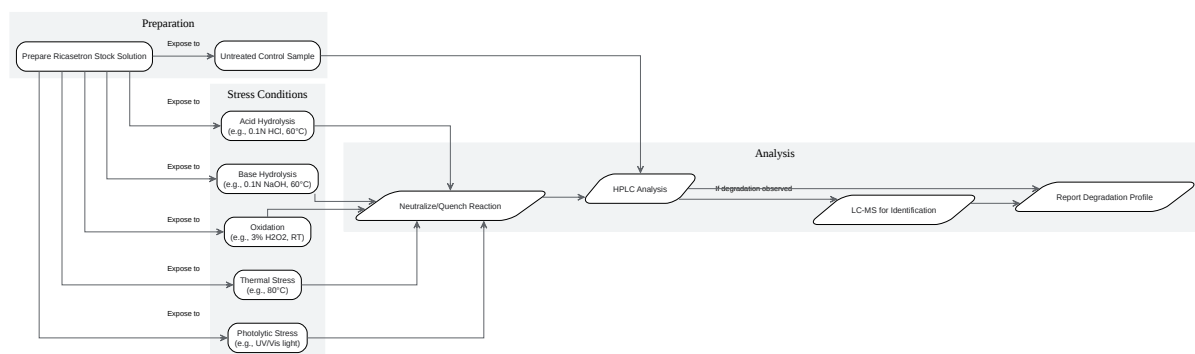 Preparation
Prepare Ricasetron Stock Solution
Expose to
Untreated Control Sample
Stress Conditions
Expose to
Acid Hydrolysis
(e.g., 0.1N HCl, 60°C)
Expose to
Base Hydrolysis
(e.g., 0.1N NaOH, 60°C)
Expose to
Oxidation
(e.g., 3% H2O2, RT)
Expose to
Thermal Stress
(e.g., 80°C)
Expose to
Photolytic Stress
(e.g., UV/Vis light)
Analysis
Neutralize/Quench Reaction
HPLC Analysis
If degradation observed
LC-MS for Identification
Report Degradation Profile